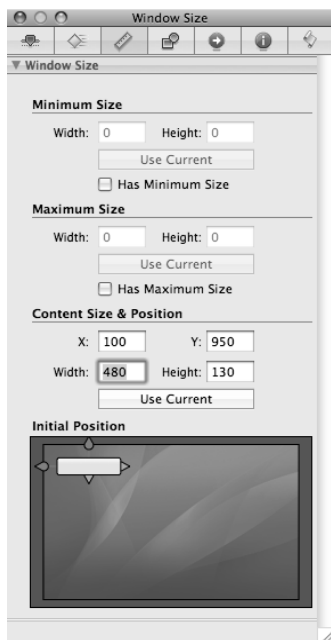 Window Size
Window Size
Minimum Size
Width: 0 Height: 0
Use Current
Has Minimum Size
Maximum Size
Width: 0 Height: 0
Use Current
Has Maximum Size
Content Size & Position
X: 100 Y: 950
Width: 480 Height: 130
Use Current
Initial Position